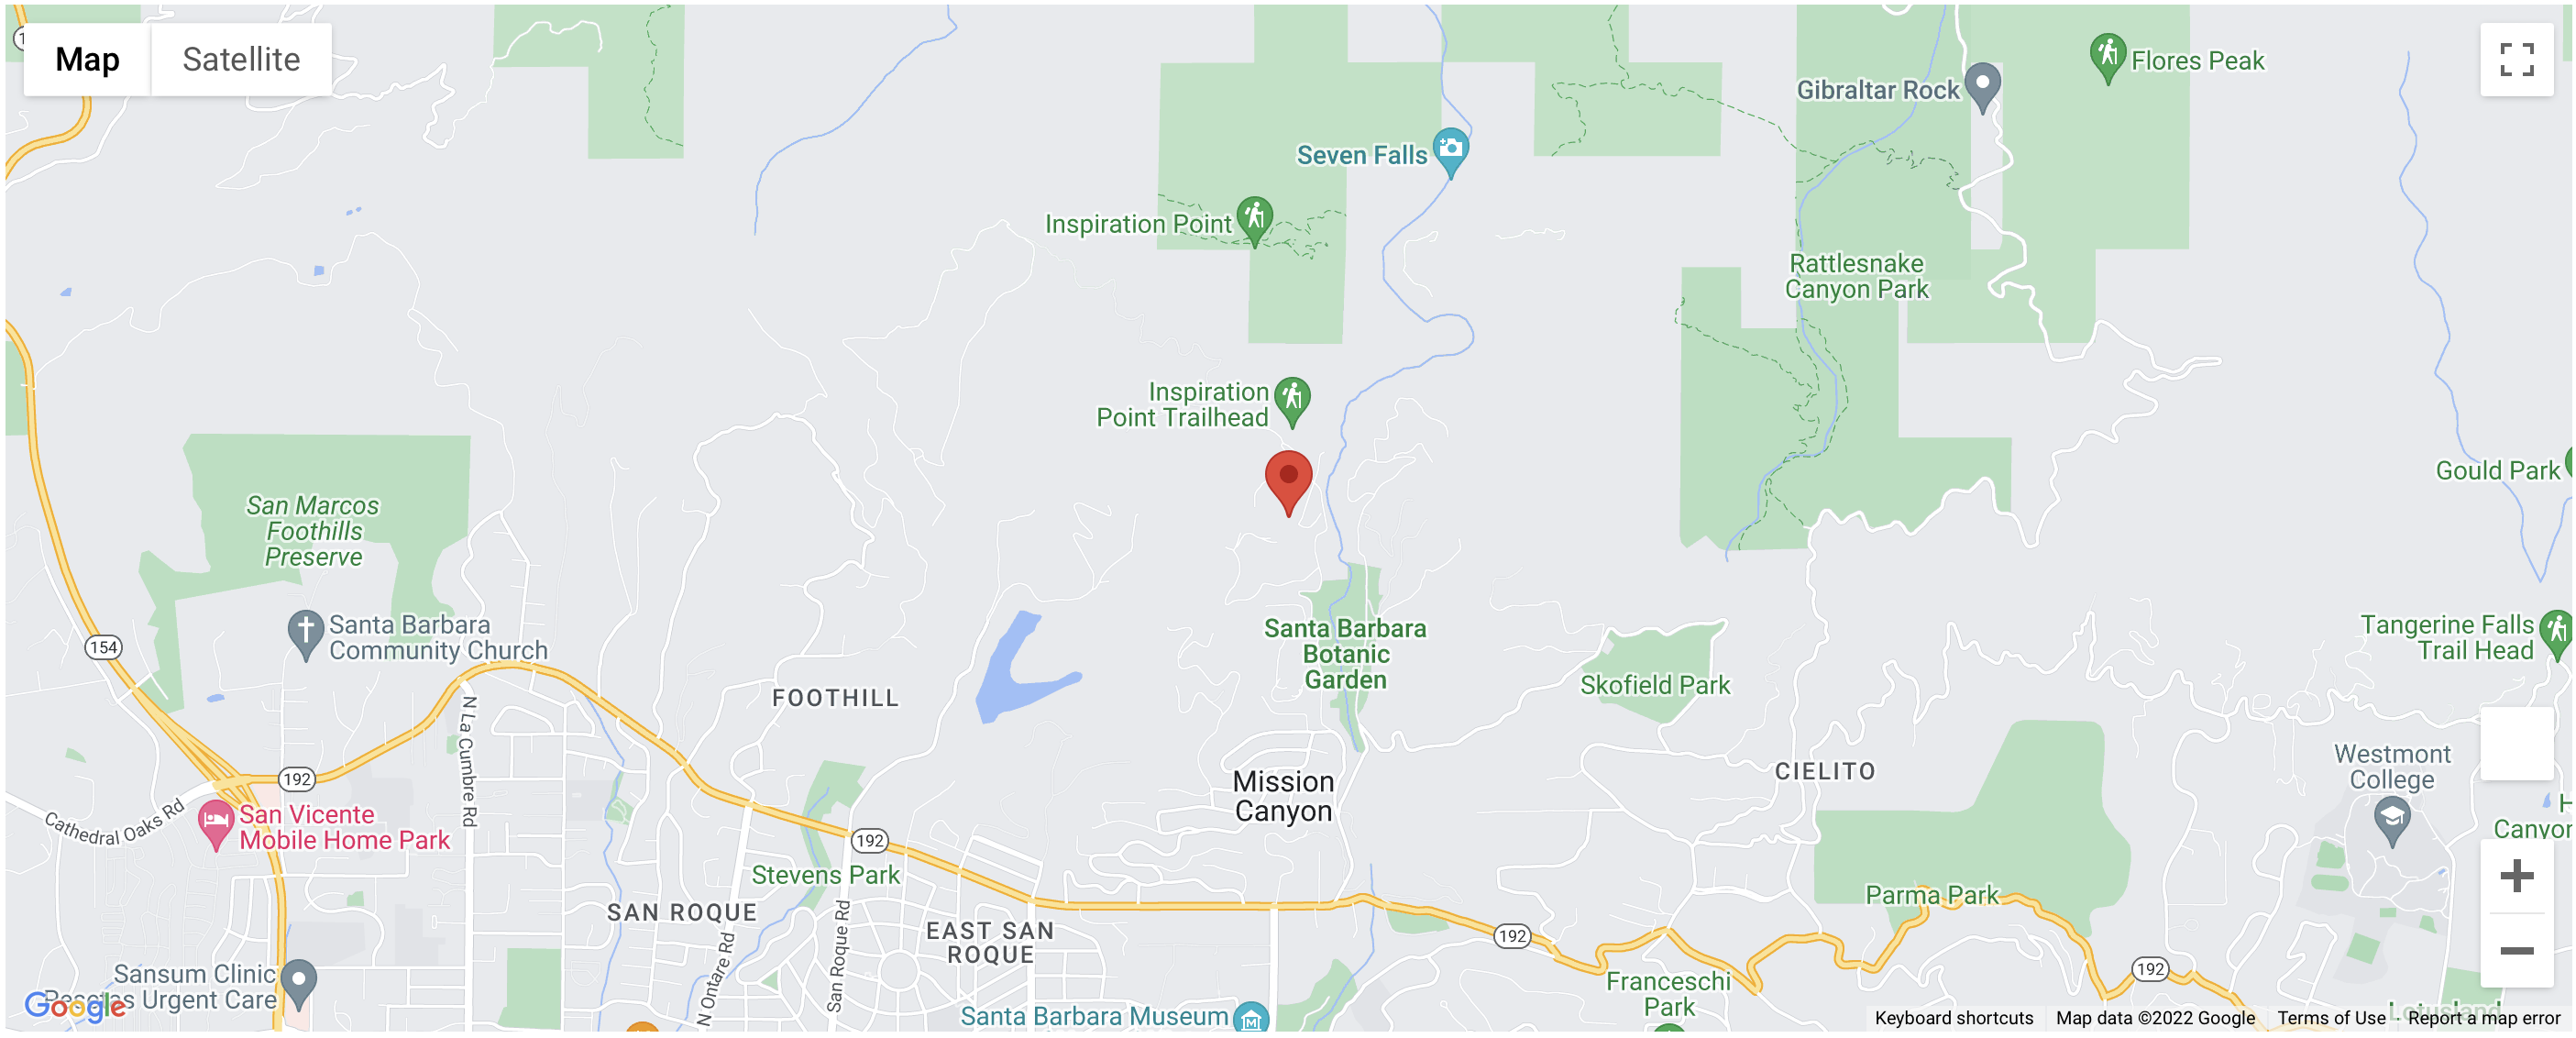 Map
Satellite
Flores Peak
Gibraltar Rock
Seven Falls
Inspiration Point
Rattlesnake
Canyon Park
Inspiration
Point Trailhead
Gould Park
San Marcos
Foothills
Preserve
154
Santa Barbara
Community Church
Santa Barbara
Botanic
Garden
Tangerine Falls
Trail Head
Skofield Park
FOOTHILL
N La Cumbre Rd
192
Mission
Canyon
CIELITO
Westmont
College
Cathedral Oaks Rd
San Vicente
Mobile Home Park
192
Canyon
Stevens Park
Parma Park
SAN ROQUE
EAST SAN
ROQUE
192
N Ontare Rd
San Roque Rd
192
Sansum Clinic
Pesetas Urgent Care
Franceschi
Park
Santa Barbara Museum
Lotusland
Google
Keyboard shortcuts
Map data ©2022 Google
Terms of Use
Report a map error